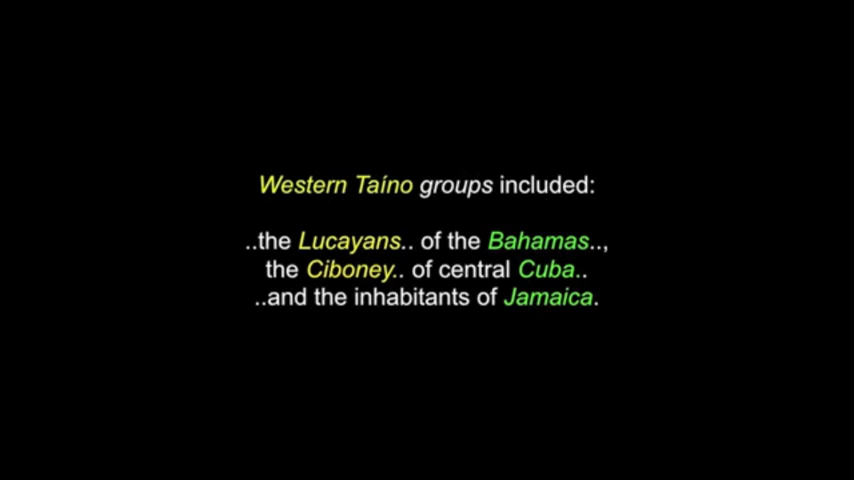 Western Taíno groups included:
..the Lucayans.. of the Bahamas..,
the Ciboney.. of central Cuba..
..and the inhabitants of Jamaica.